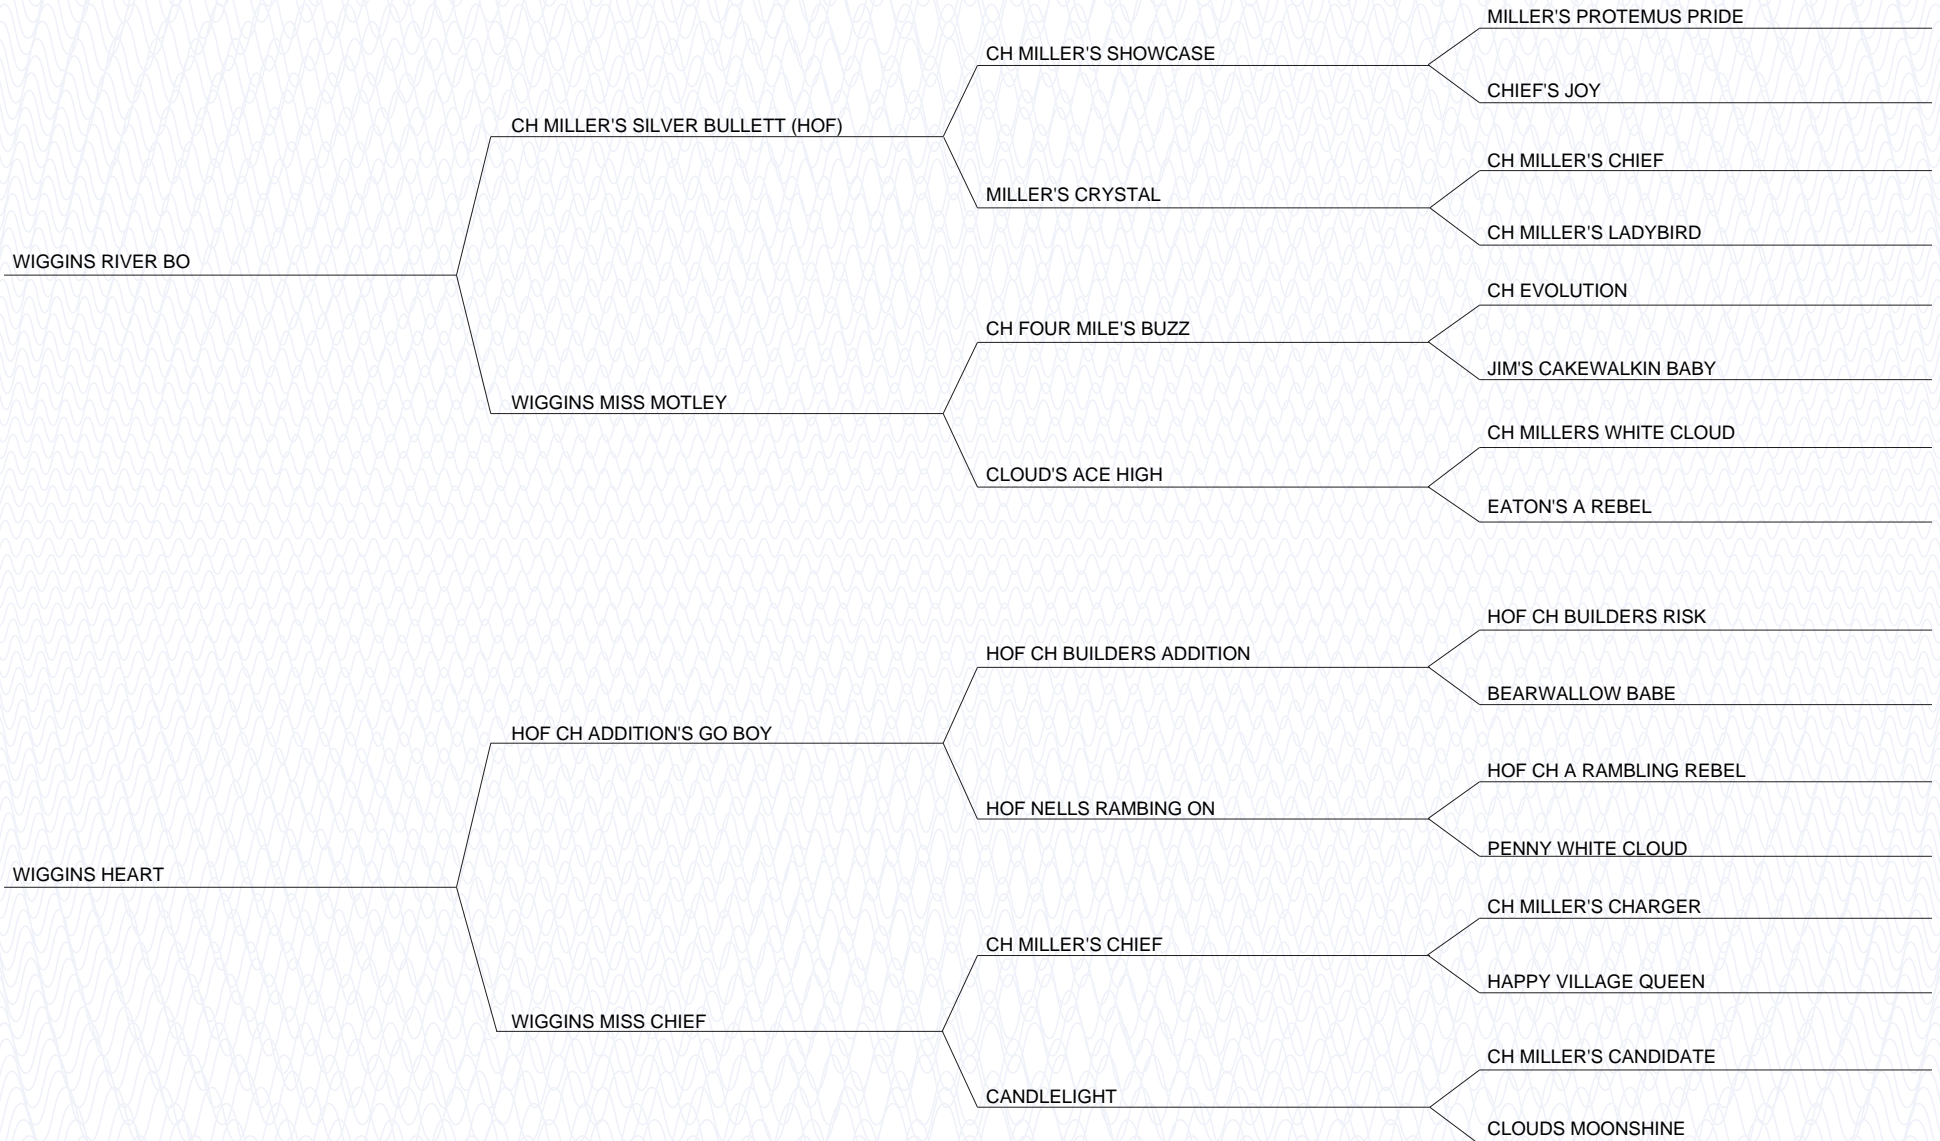 MILLER'S PROTEMUS PRIDE
CH MILLER'S SHOWCASE
CHIEF'S JOY
CH MILLER'S SILVER BULLETT (HOF)
CH MILLER'S CHIEF
MILLER'S CRYSTAL
CH MILLER'S LADYBIRD
WIGGINS RIVER BO
CH EVOLUTION
CH FOUR MILE'S BUZZ
JIM'S CAKEWALKIN BABY
WIGGINS MISS MOTLEY
CH MILLERS WHITE CLOUD
CLOUD'S ACE HIGH
EATON'S A REBEL
HOF CH BUILDERS RISK
HOF CH BUILDERS ADDITION
BEARWALLOW BABE
HOF CH ADDITION'S GO BOY
HOF CH A RAMBLING REBEL
HOF NELLS RAMBING ON
PENNY WHITE CLOUD
WIGGINS HEART
CH MILLER'S CHARGER
CH MILLER'S CHIEF
HAPPY VILLAGE QUEEN
WIGGINS MISS CHIEF
CH MILLER'S CANDIDATE
CANDLELIGHT
CLOUDS MOONSHINE